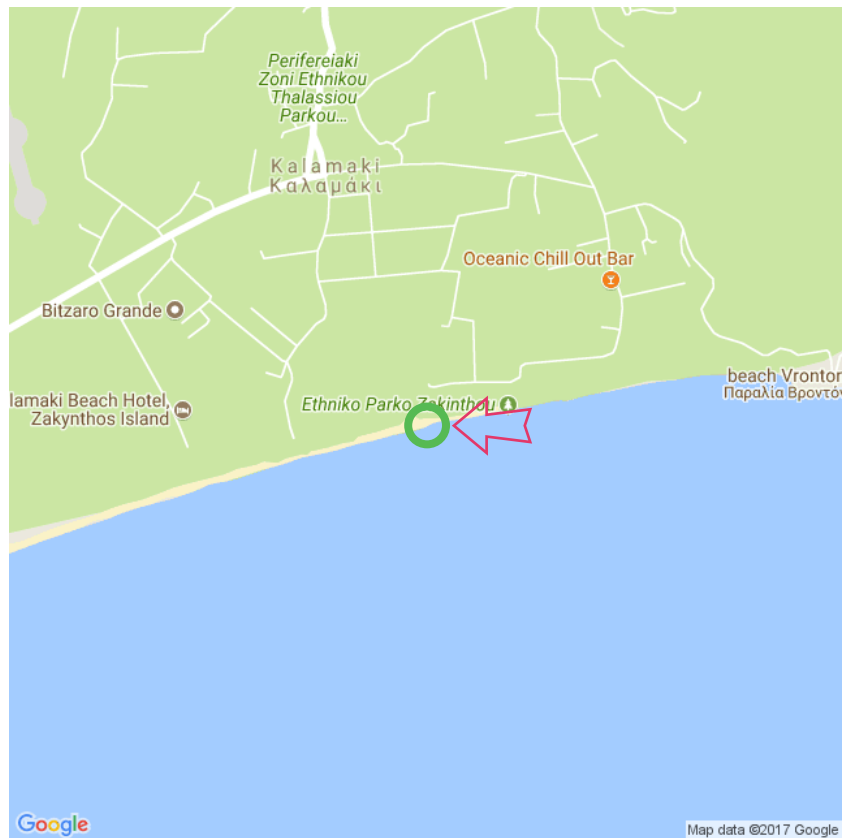 Perifereiaki
Zoni Ethnikou
Thalassiou
Parkou...
Kalamaki
Καλαμάκι
Oceanic Chill Out Bar
Bitzaro Grande
beach Vronton
Παραλία Βροντόν
lamaki Beach Hotel,
Zakynthos Island
Ethniko Parko Zakinthou
Google
Map data ©2017 Google